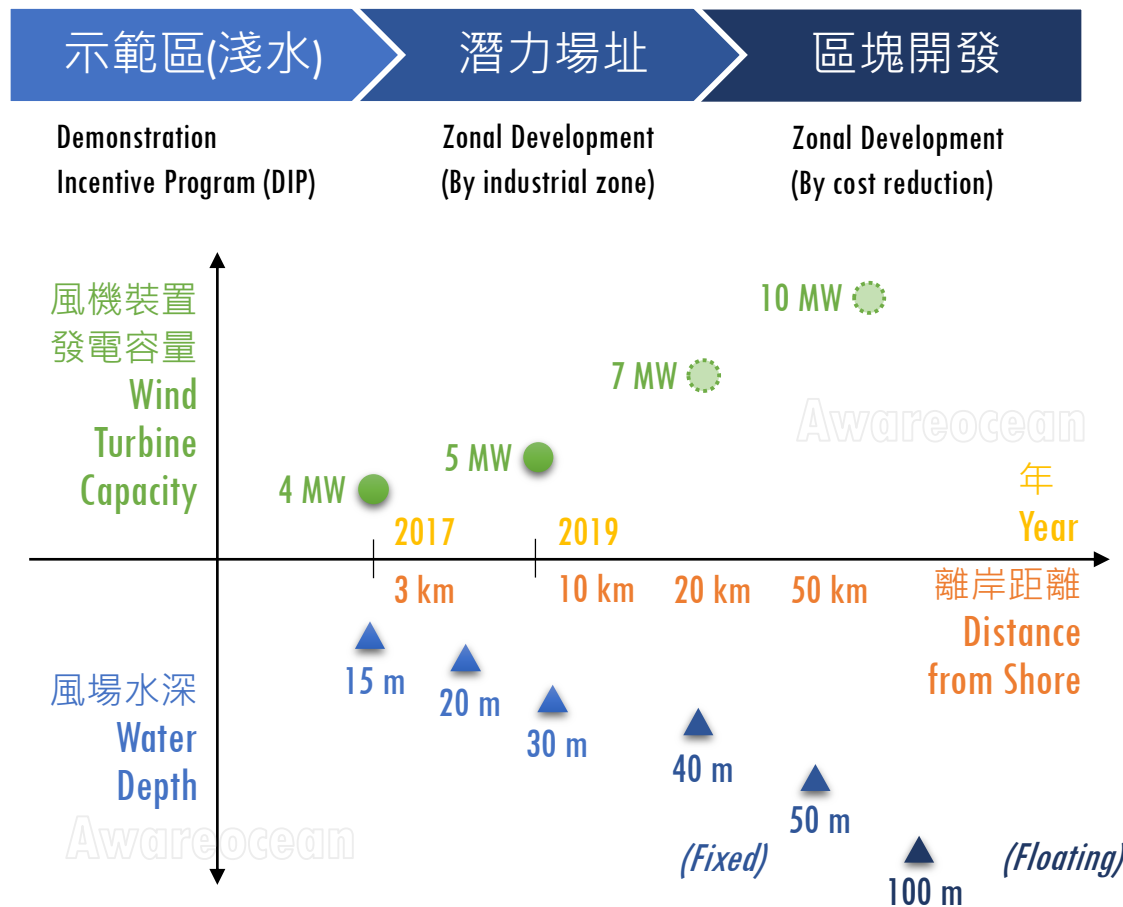 示範區(淺水)
潛力場址
區塊開發
Demonstration
Incentive Program (DIP)
Zonal Development
(By industrial zone)
Zonal Development
(By cost reduction)
風機裝置
發電容量
Wind
Turbine
Capacity
10 MW
7 MW
5 MW
4 MW
Awareocean
年
Year
2017
2019
3 km
10 km
20 km
50 km
離岸距離
Distance
from Shore
風場水深
Water
Depth
15 m
20 m
30 m
40 m
50 m
100 m
(Fixed)
(Floating)
Awareocean